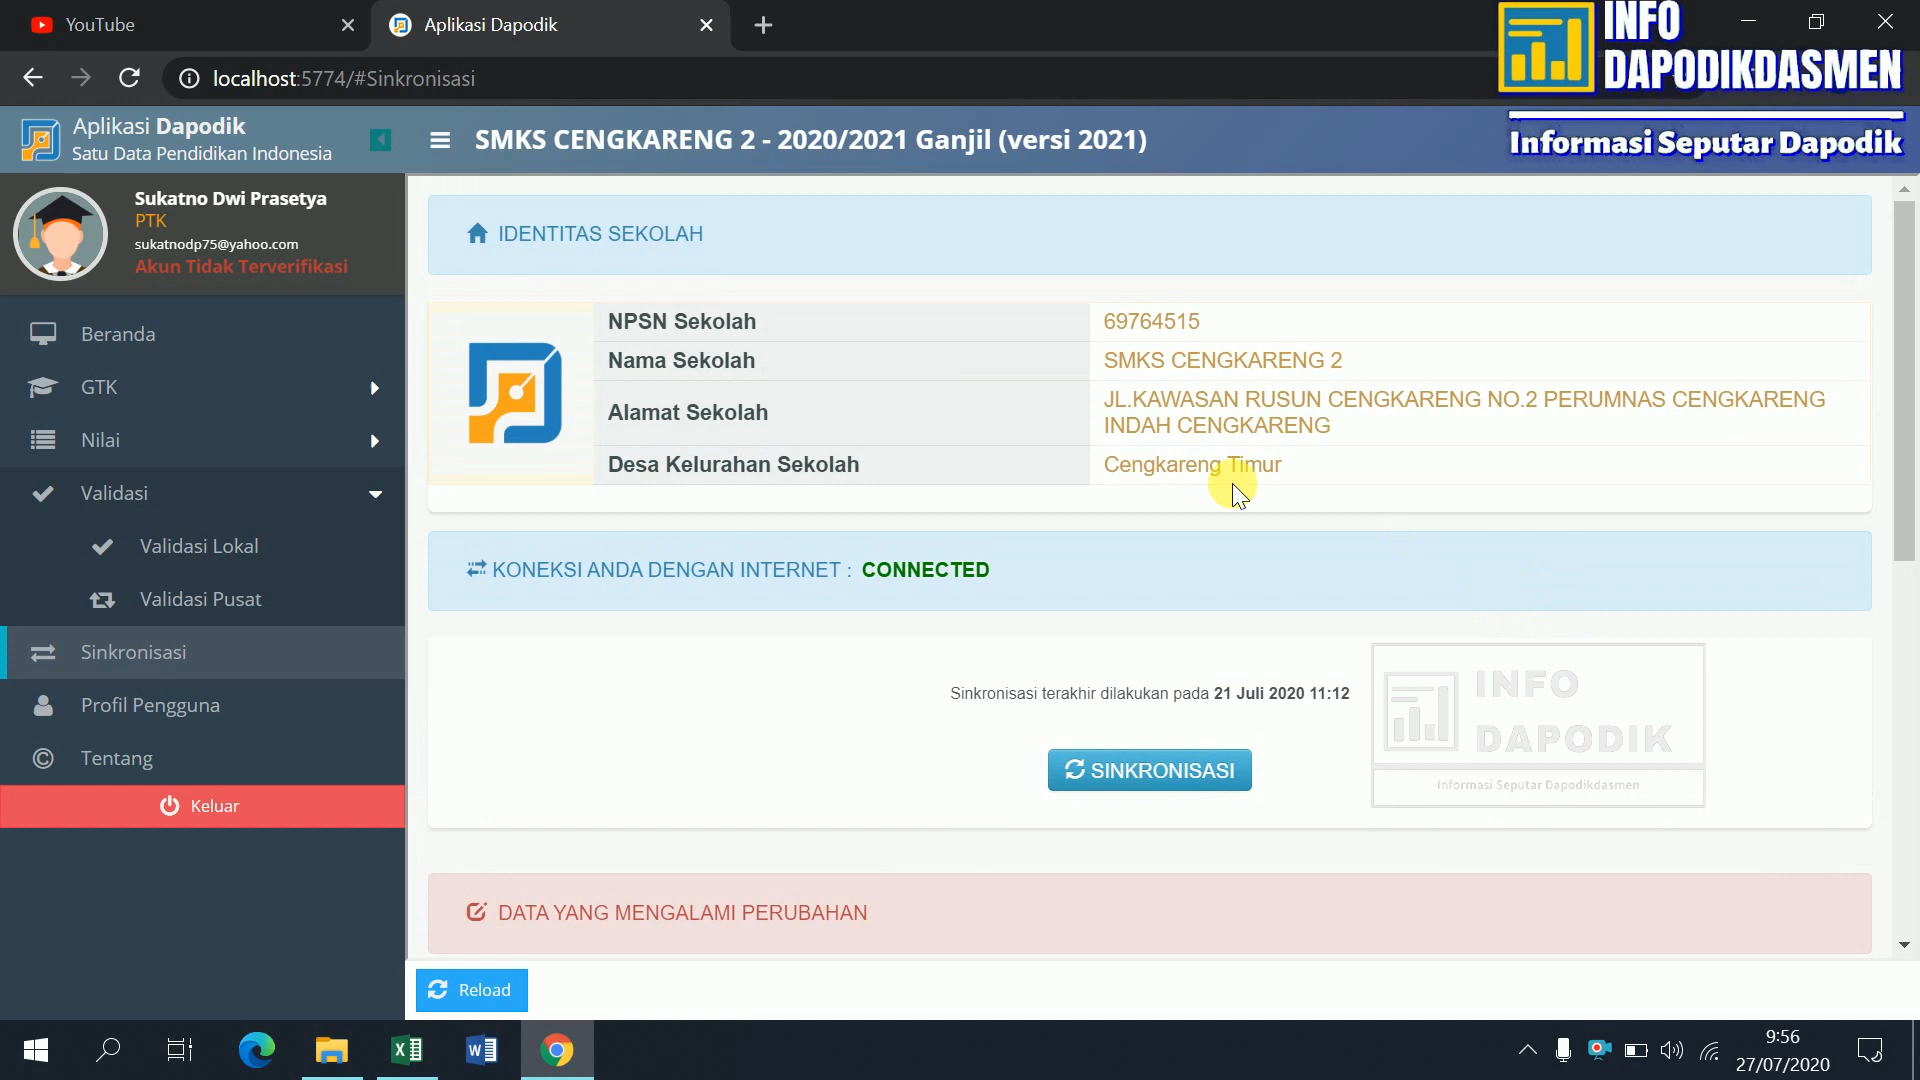 YouTube
Aplikasi Dapodik
INFO
DAPODIKDASMEN
localhost:5774/#Sinkronisasi
Aplikasi Dapodik
Satu Data Pendidikan Indonesia
SMKS CENGKARENG 2 - 2020/2021 Ganjil (versi 2021)
Informasi Seputar Dapodik
Sukatno Dwi Prasetya
PTK
sukatnodp75@yahoo.com
Akun Tidak Terverifikasi
Beranda
GTK
Nilai
Validasi
Validasi Lokal
Validasi Pusat
Sinkronisasi
Profil Pengguna
Tentang
Keluar
IDENTITAS SEKOLAH
NPSN Sekolah 69764515
Nama Sekolah SMKS CENGKARENG 2
Alamat Sekolah JL.KAWASAN RUSUN CENGKARENG NO.2 PERUMNAS CENGKARENG
INDAH CENGKARENG
Desa Kelurahan Sekolah Cengkareng Timur
KONEKSI ANDA DENGAN INTERNET : CONNECTED
Sinkronisasi terakhir dilakukan pada 21 Juli 2020 11:12
SINKRONISASI
INFO
DAPODIK
Informasi Seputar Dapodikdasmen
DATA YANG MENGALAMI PERUBAHAN
Reload
9:56
27/07/2020